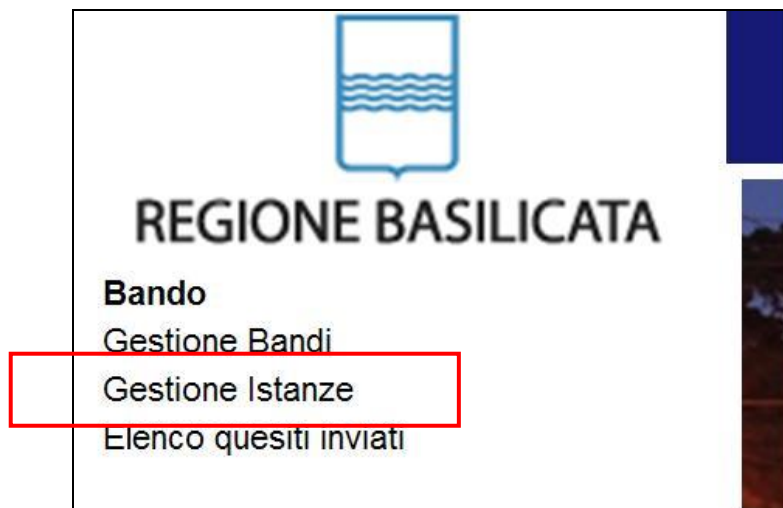 REGIONE BASILICATA
Bando
Gestione Bandi
Gestione Istanze
Elenco quesiti inviati